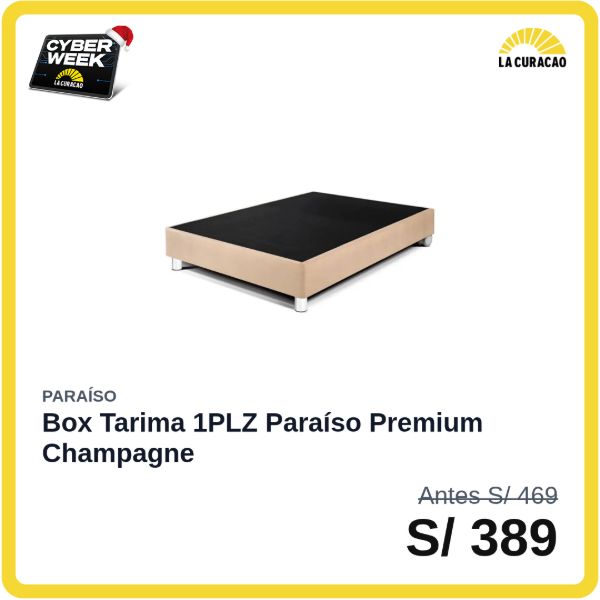 CYBER
WEEK
LA CURACAO
LA CURACAO
PARAÍSO
Box Tarima 1PLZ Paraíso Premium
Champagne
Antes S/ 469
S/ 389